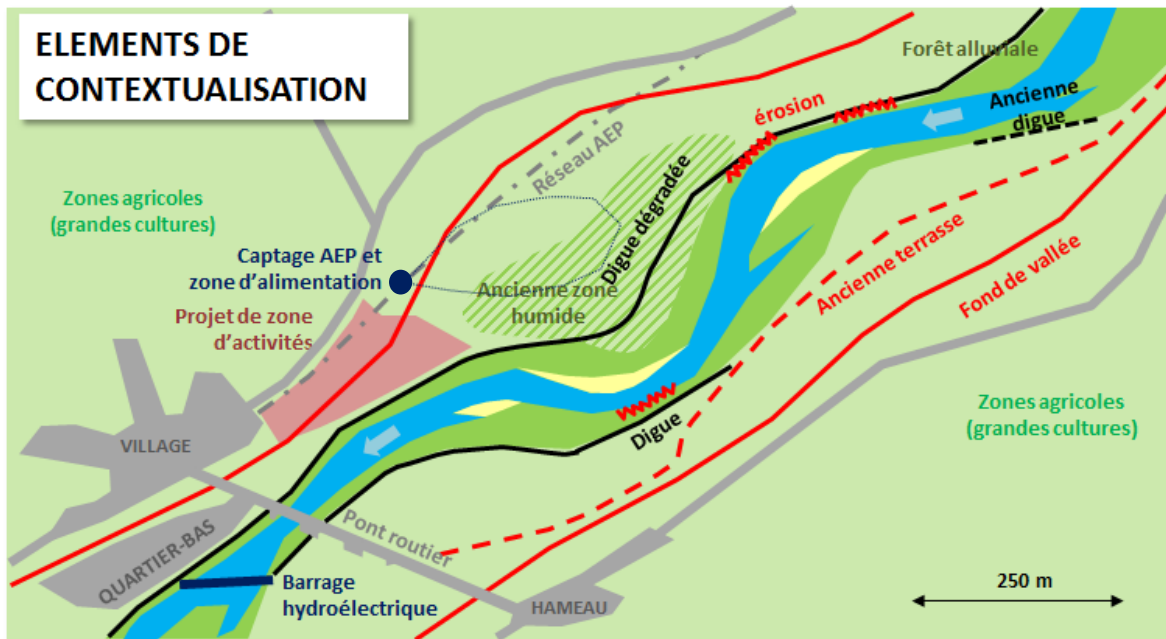 ELEMENTS DE
CONTEXTUALISATION
Forêt alluviale
érosion
Ancienne
digue
Réseau AEP
Zones agricoles
(grandes cultures)
Digue dégradée
Captage AEP et
zone d'alimentation
Ancienne terrasse
Fond de vallée
Ancienne zone
humide
Projet de zone
d'activités
Zones agricoles
(grandes cultures)
Digue
VILLAGE
Pont routier
QUARTIER-BAS
Barrage
hydroélectrique
HAMEAU
250 m